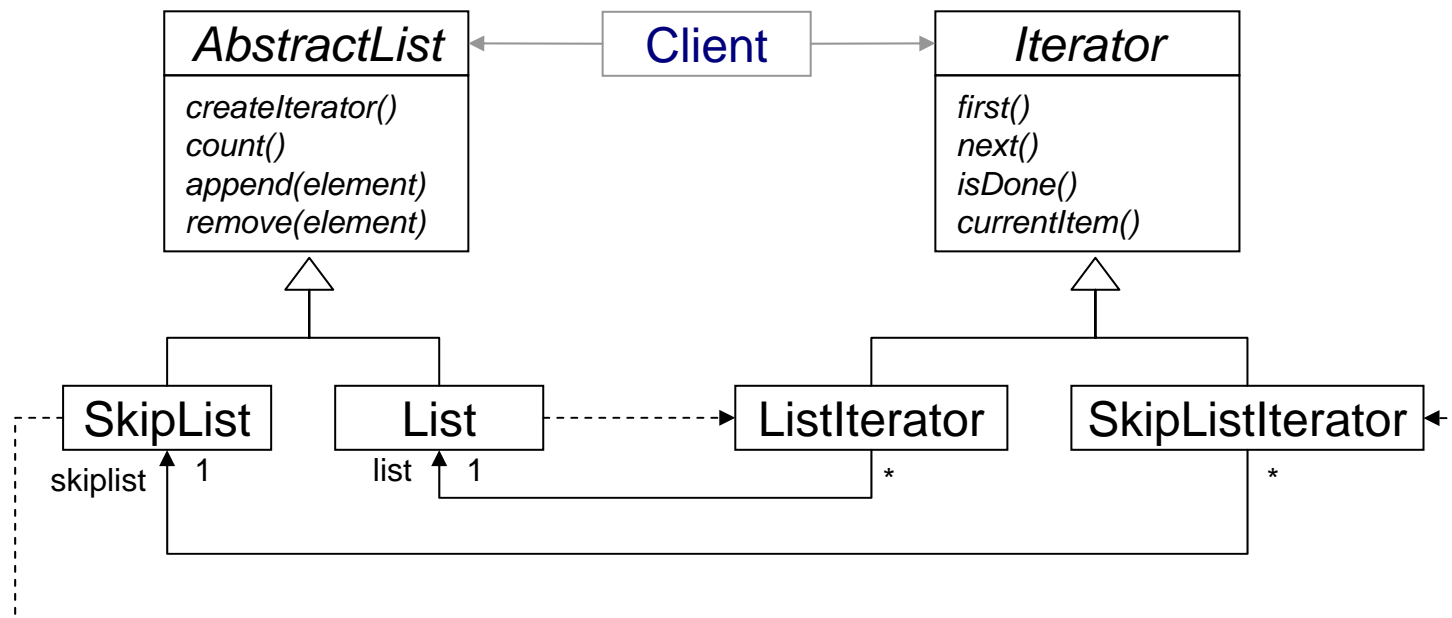 AbstractList
createIterator()
count()
append(element)
remove(element)
Client
Iterator
first()
next()
isDone()
currentItem()
SkipList
List
ListIterator
SkipListIterator
skiplist
1
list
1
*
*